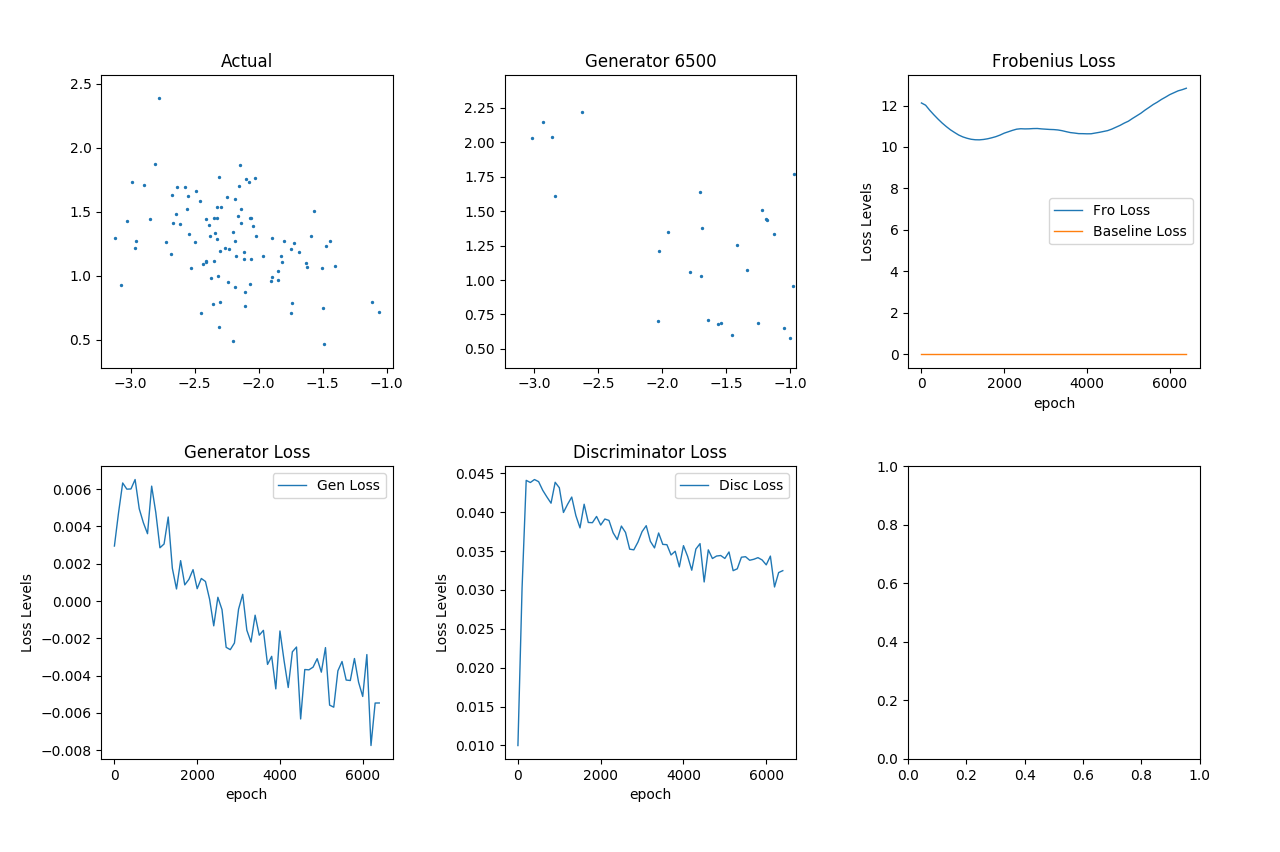 Actual
2.5
2.0
1.5
1.0
0.5
−3.0 −2.5 −2.0 −1.5 −1.0
Generator 6500
2.25
2.00
1.75
1.50
1.25
1.00
0.75
0.50
−3.0 −2.5 −2.0 −1.5 −1.0
Frobenius Loss
Loss Levels
12
10
8
6
4
2
0
Fro Loss
Baseline Loss
0 2000 4000 6000
epoch
Generator Loss
Loss Levels
0.006
0.004
0.002
0.000
−0.002
−0.004
−0.006
−0.008
Gen Loss
0 2000 4000 6000
epoch
Discriminator Loss
Loss Levels
0.045
0.040
0.035
0.030
0.025
0.020
0.015
0.010
Disc Loss
0 2000 4000 6000
epoch
1.0
0.8
0.6
0.4
0.2
0.0
0.0 0.2 0.4 0.6 0.8 1.0